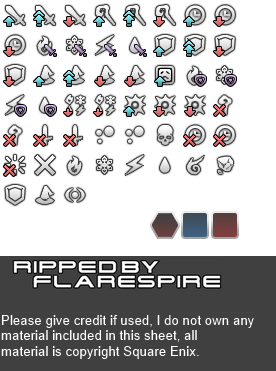 RIPPED BY
FLARESPIRE
Please give credit if used, I do not own any
material included in this sheet, all
material is copyright Square Enix.